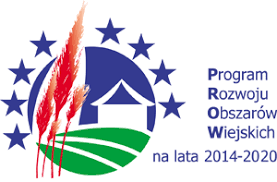 Program
Rozwoju
Obszarów
Wiejskich
na lata 2014-2020